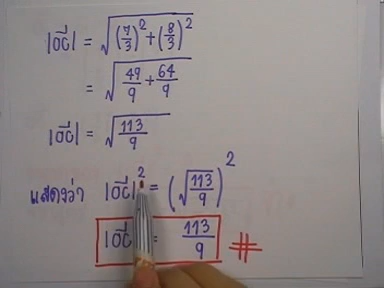 |OC⃗| = √((7/3)² + (8/3)²)
= √(49/9 + 64/9)
|OC⃗| = √(113/9)
แสดงว่า |OC⃗|² = (√(113/9))²
|OC⃗| = 113/9 #